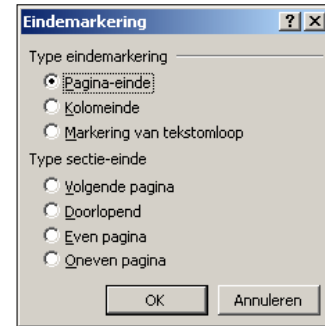 Eindemarkering
Type eindemarkering
Pagina-einde
Kolomeinde
Markering van tekstomloop
Type sectie-einde
Volgende pagina
Doorlopend
Even pagina
Oneven pagina
OK Annuleren